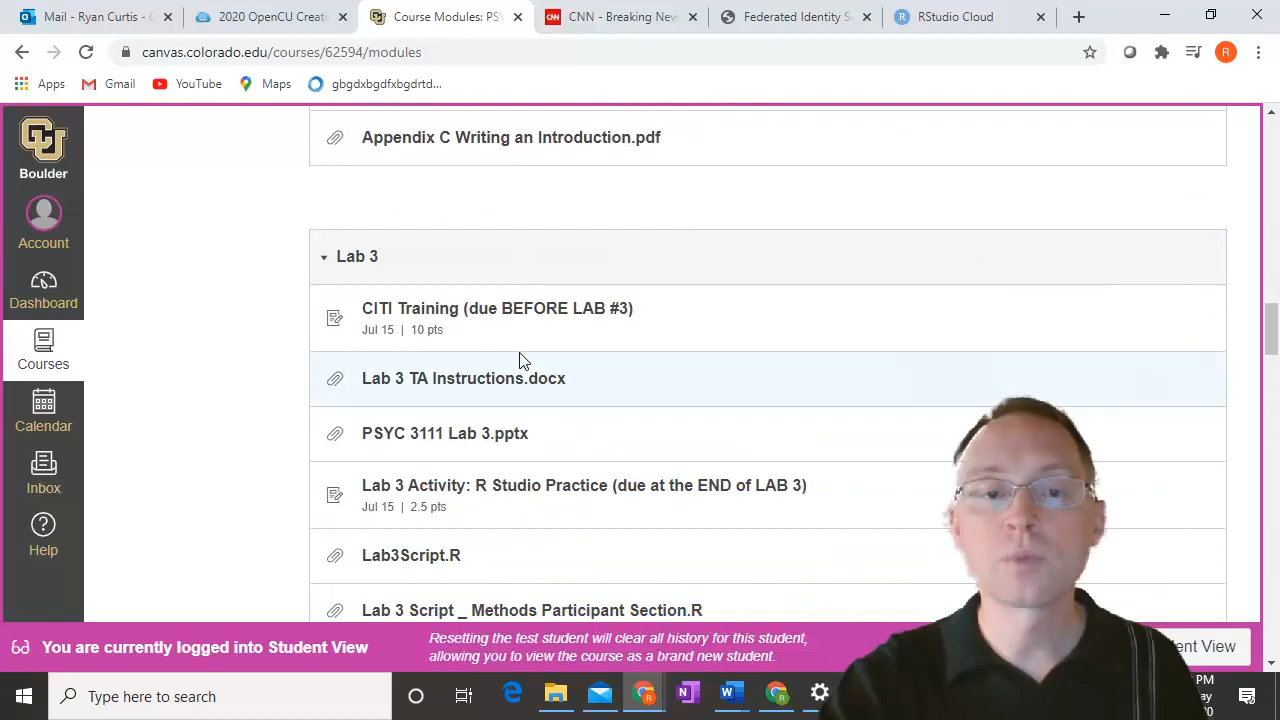 Mail - Ryan Curtis - C
2020 OpenCU Creati
Course Modules: PSY
CNN - Breaking New
Federated Identity S
RStudio Cloud
canvas.colorado.edu/courses/62594/modules
R
Apps
Gmail
YouTube
Maps
gbgdxbgdfxbgdrtd...
CU
Boulder
Account
Dashboard
Courses
Calendar
Inbox
Help
Appendix C Writing an Introduction.pdf
Lab 3
CITI Training (due BEFORE LAB #3)
Jul 15 | 10 pts
Lab 3 TA Instructions.docx
PSYC 3111 Lab 3.pptx
Lab 3 Activity: R Studio Practice (due at the END of LAB 3)
Jul 15 | 2.5 pts
Lab3Script.R
Lab 3 Script _ Methods Participant Section.R
You are currently logged into Student View
Resetting the test student will clear all history for this student,
allowing you to view the course as a brand new student.
ent View
Type here to search
PM